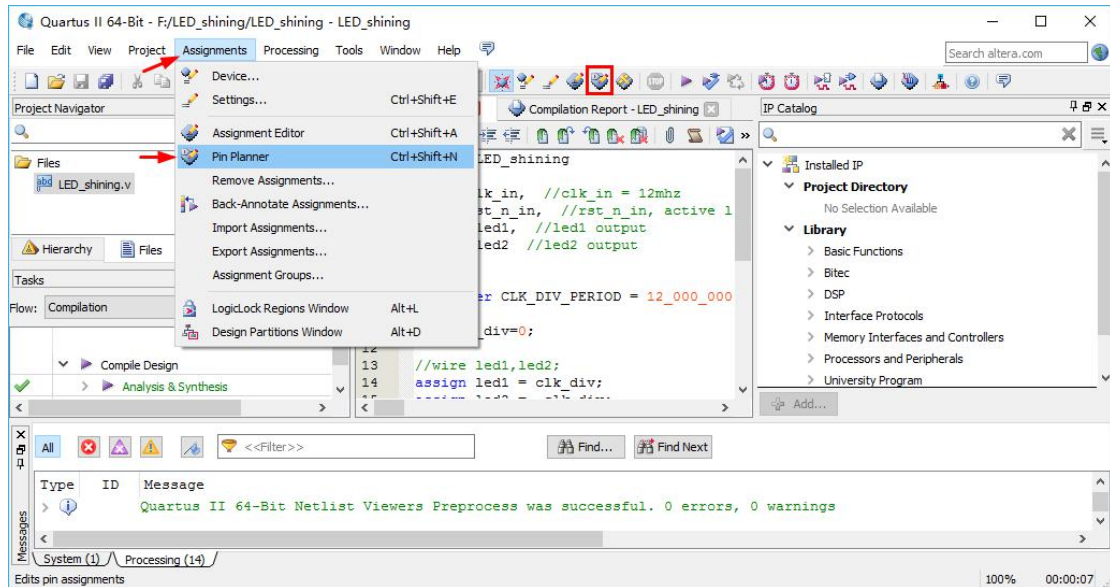 Quartus II 64-Bit - F:/LED_shining/LED_shining - LED_shining
File Edit View Project Assignments Processing Tools Window Help
Search altera.com
Device...
Settings... Ctrl+Shift+E
Assignment Editor Ctrl+Shift+A
Pin Planner Ctrl+Shift+N
Remove Assignments...
Back-Annotate Assignments...
Import Assignments...
Export Assignments...
Assignment Groups...
LogicLock Regions Window Alt+L
Design Partitions Window Alt+D
Project Navigator
Files
LED_shining.v
Hierarchy Files
Tasks
Flow: Compilation
Compile Design
Analysis & Synthesis
Compilation Report - LED_shining
LED_shining
lk_in, //clk_in = 12mhz
st_n_in, //rst_n_in, active l
led1, //led1 output
led2 //led2 output
er CLK_DIV_PERIOD = 12_000_000
_div=0;
12
13 //wire led1,led2;
14 assign led1 = clk_div;
IP Catalog
Installed IP
Project Directory
No Selection Available
Library
Basic Functions
Bitec
DSP
Interface Protocols
Memory Interfaces and Controllers
Processors and Peripherals
University Program
Add...
All <<Filter>> Find... Find Next
Type ID Message
Quartus II 64-Bit Netlist Viewers Preprocess was successful. 0 errors, 0 warnings
Messages
System (1) Processing (14)
Edits pin assignments 100% 00:00:07